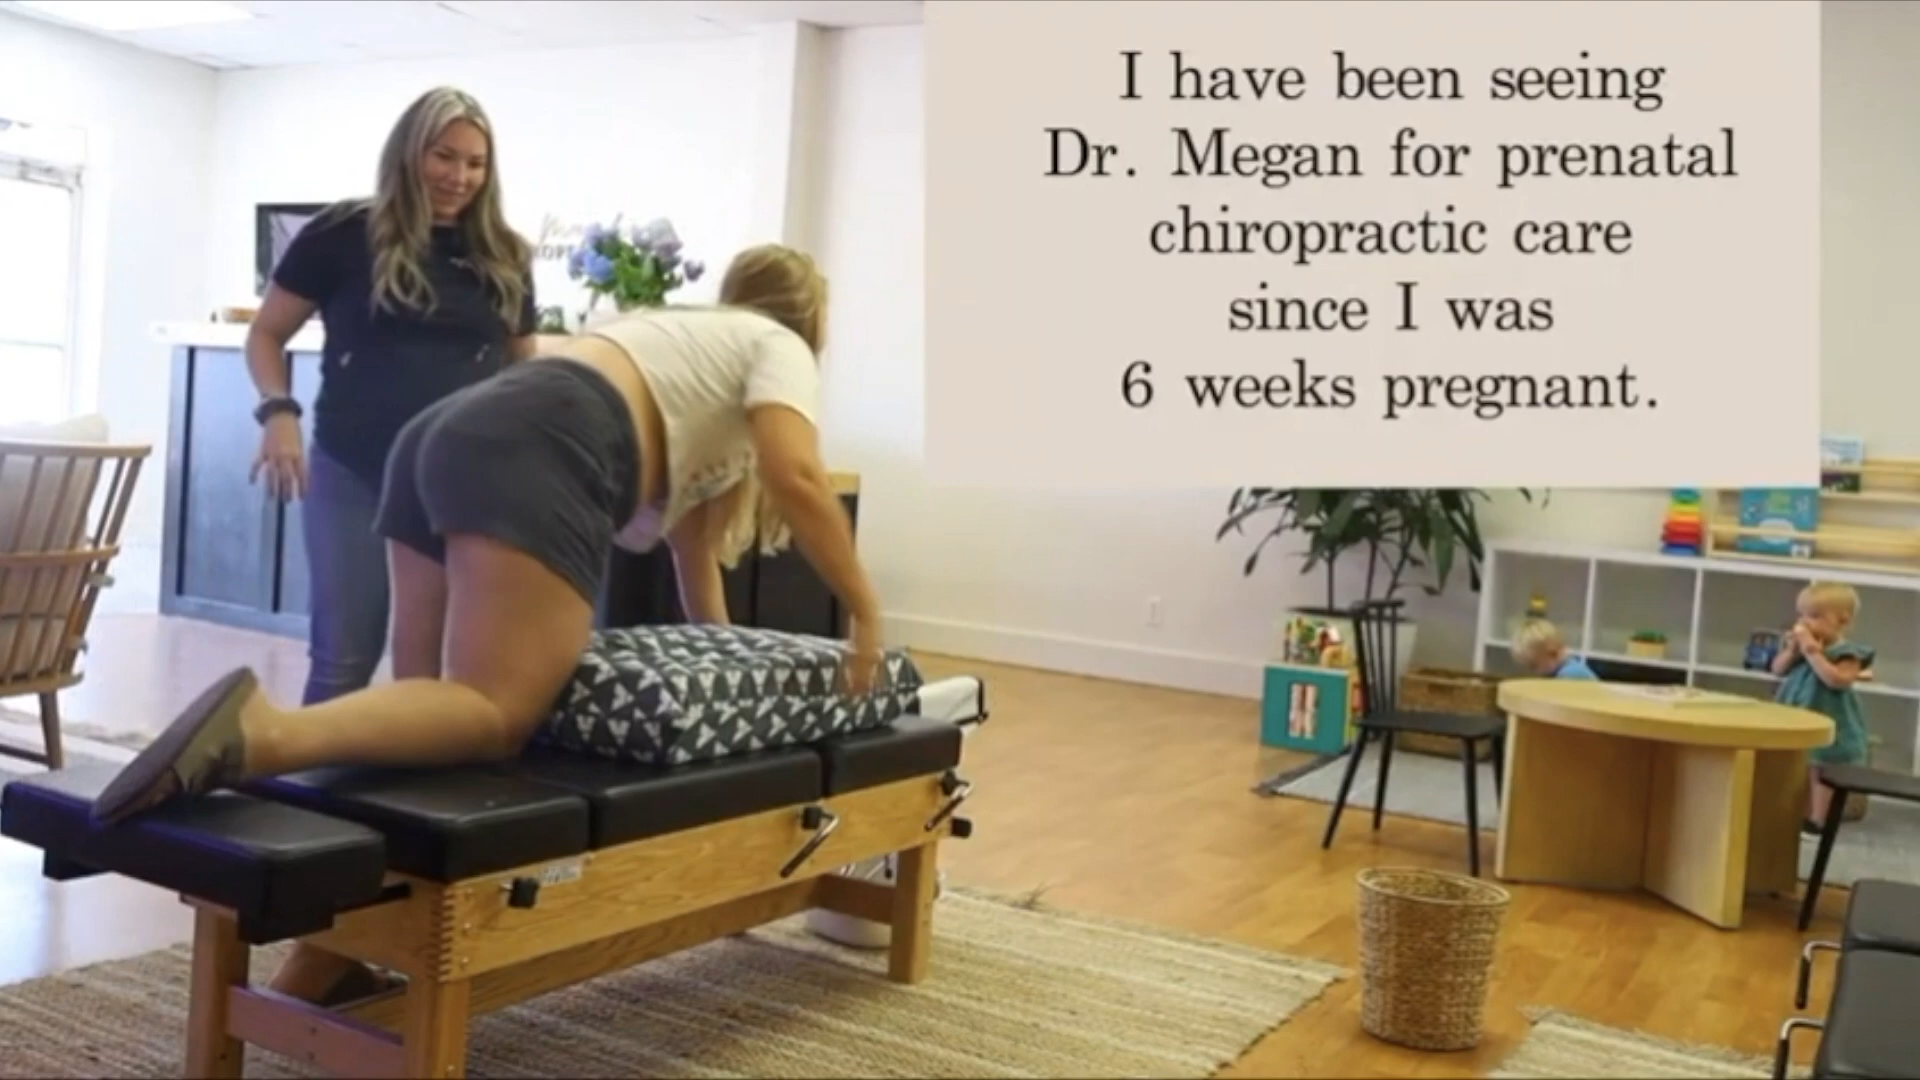 I have been seeing
Dr. Megan for prenatal
chiropractic care
since I was
6 weeks pregnant.